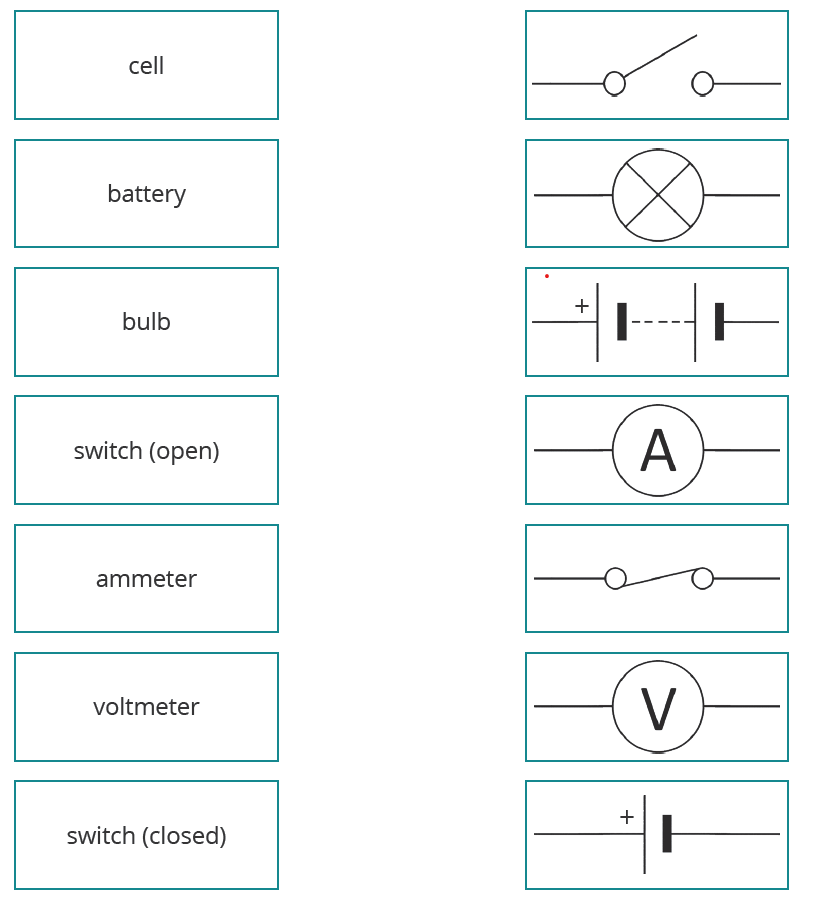 cell
battery
bulb
+
switch (open)
A
ammeter
voltmeter
V
switch (closed)
+